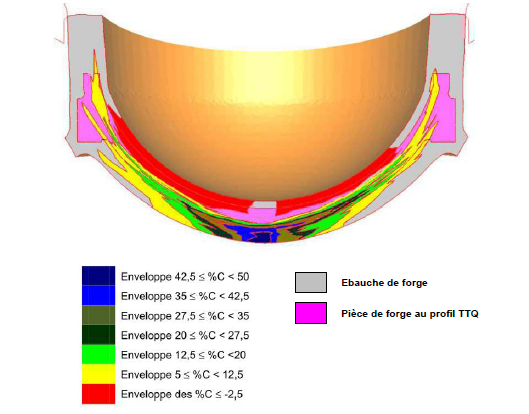 Enveloppe 42,5 ≤ %C < 50
Enveloppe 35 ≤ %C < 42,5
Enveloppe 27,5 ≤ %C < 35
Enveloppe 20 ≤ %C < 27,5
Enveloppe 12,5 ≤ %C <20
Enveloppe 5 ≤ %C < 12,5
Enveloppe des %C ≤ -2,5
Ebauche de forge
Pièce de forge au profil TTQ